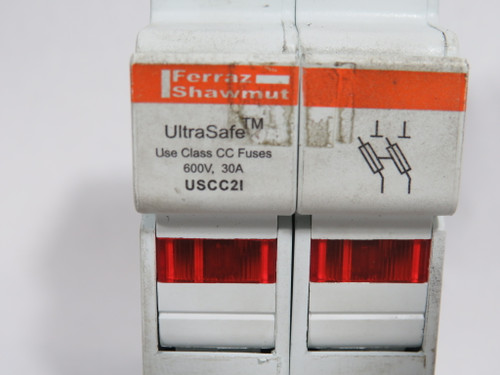 Ferraz
Shawmut
UltraSafe™
Use Class CC Fuses
600V, 30A
USCC2I